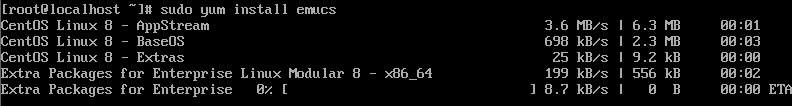 [root@localhost ~]# sudo yum install emucs
CentOS Linux 8 - AppStream 3.6 MB/s | 6.3 MB 00:01
CentOS Linux 8 - BaseOS 698 kB/s | 2.3 MB 00:03
CentOS Linux 8 - Extras 25 kB/s | 9.2 kB 00:00
Extra Packages for Enterprise Linux Modular 8 - x86_64 199 kB/s | 556 kB 00:02
Extra Packages for Enterprise 0% [ ] 8.7 kB/s | 0 B 00:00 ETA